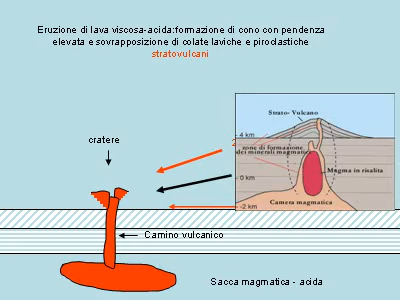 Eruzione di lava viscosa-acida:formazione di cono con pendenza
elevata e sovrapposizione di colate laviche e piroclastiche
stratovulcani
Strato- Vulcano
4 km
cratere
zone di formazione
dei minerali magmatici
Magma in risalita
0 km
Camera magmatica
-2 km
Camino vulcanico
Sacca magmatica - acida